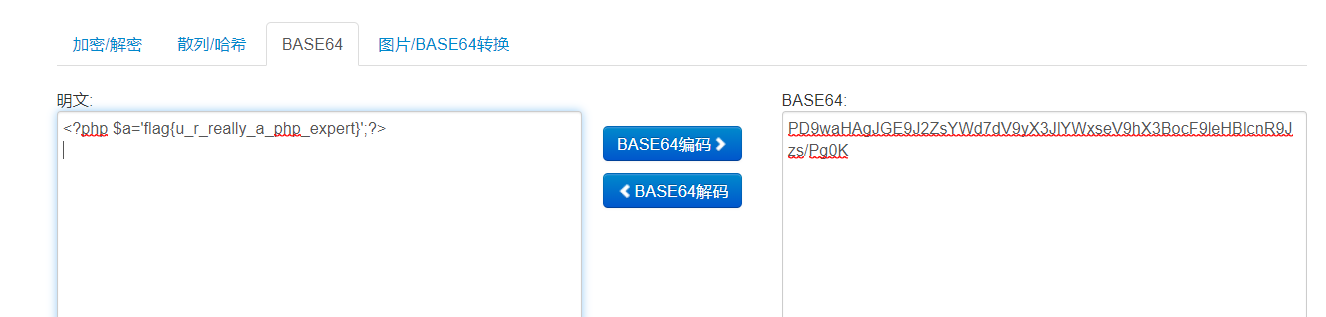 加密/解密 散列/哈希 BASE64 图片/BASE64转换
明文:
<?php $a='flag{u_r_really_a_php_expert}';?>
BASE64编码
BASE64解码
BASE64:
PD9waHAgJGE9J2ZsYWd7dV9yX3JlYWxseV9hX3BocF9leHBlcnR9J
zs/Pg0K